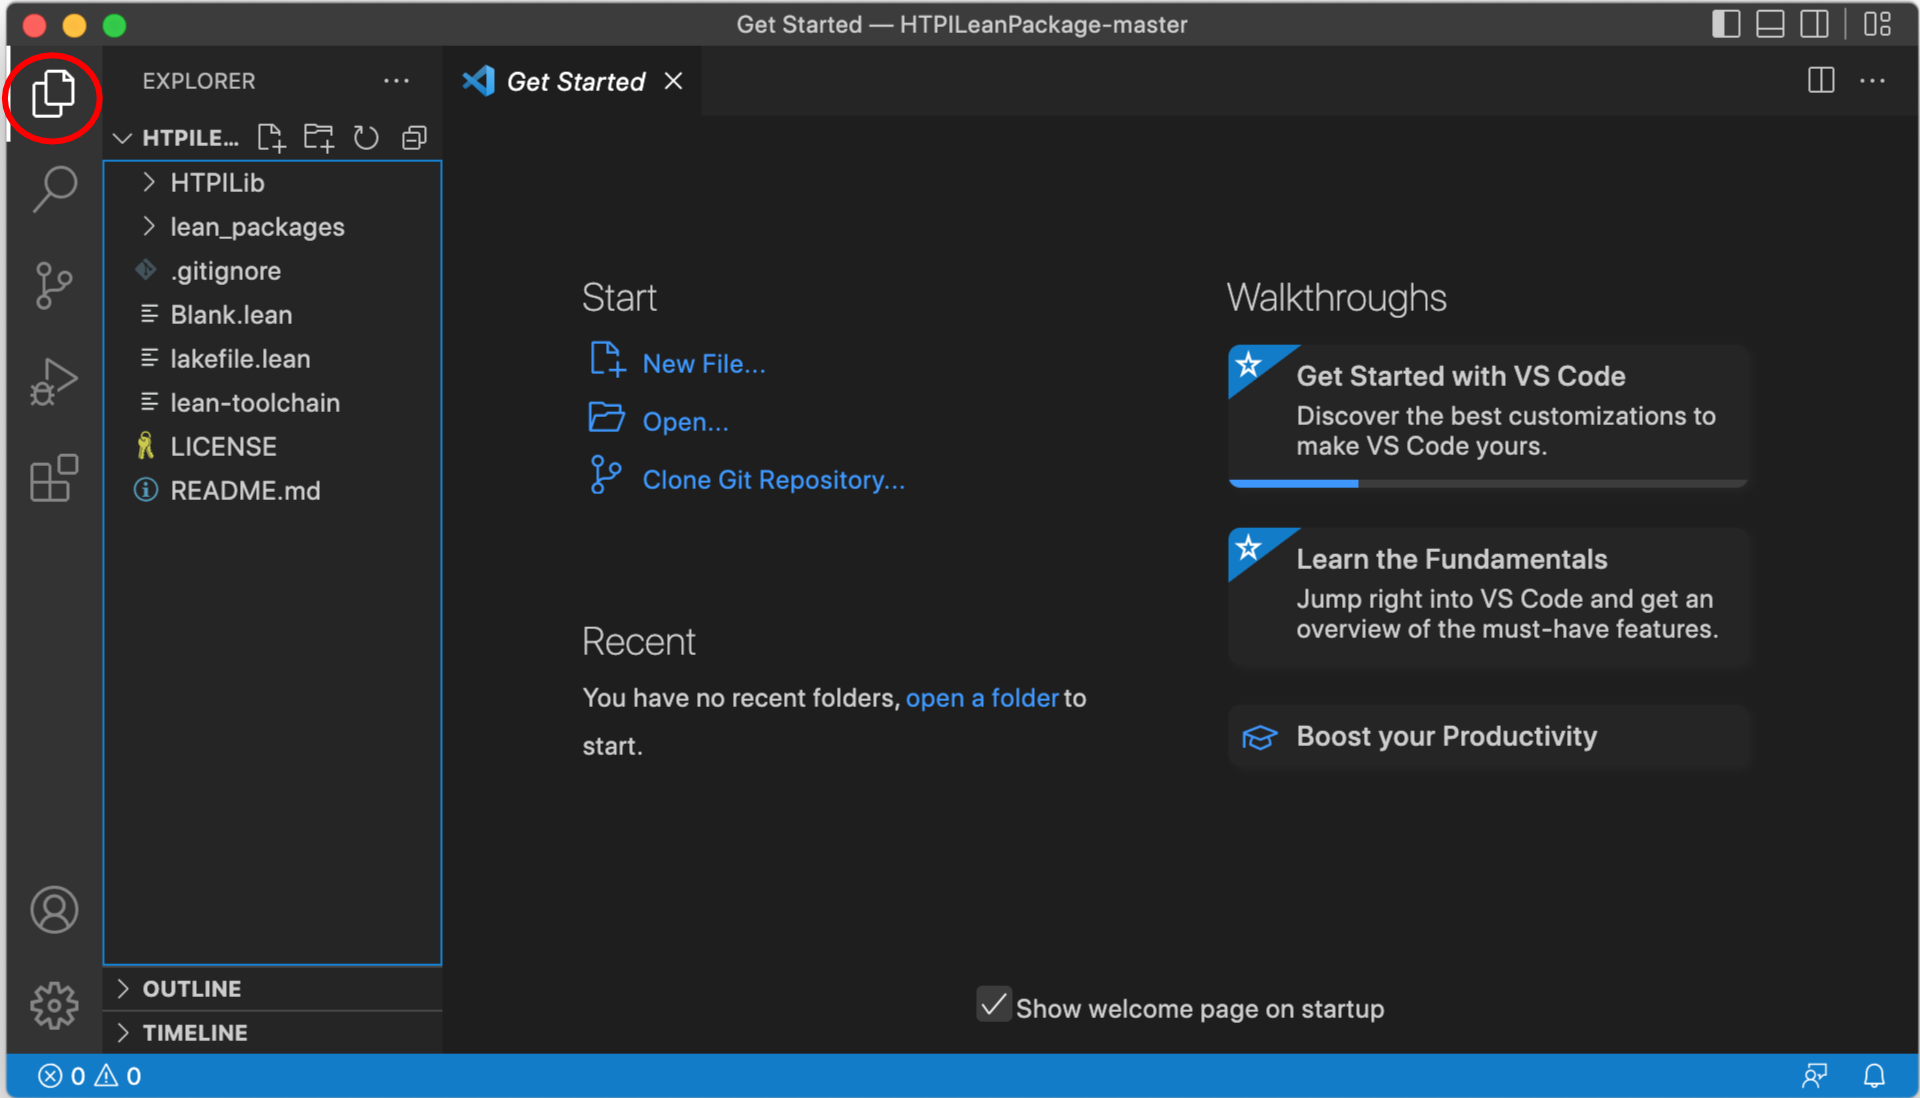 Get Started — HTPILeanPackage-master
EXPLORER
Get Started
HTPILE...
HTPILib
lean_packages
.gitignore
Blank.lean
lakefile.lean
lean-toolchain
LICENSE
README.md
OUTLINE
TIMELINE
Start
New File...
Open...
Clone Git Repository...
Recent
You have no recent folders, open a folder to
start.
Walkthroughs
Get Started with VS Code
Discover the best customizations to
make VS Code yours.
Learn the Fundamentals
Jump right into VS Code and get an
overview of the must-have features.
Boost your Productivity
Show welcome page on startup
0 0